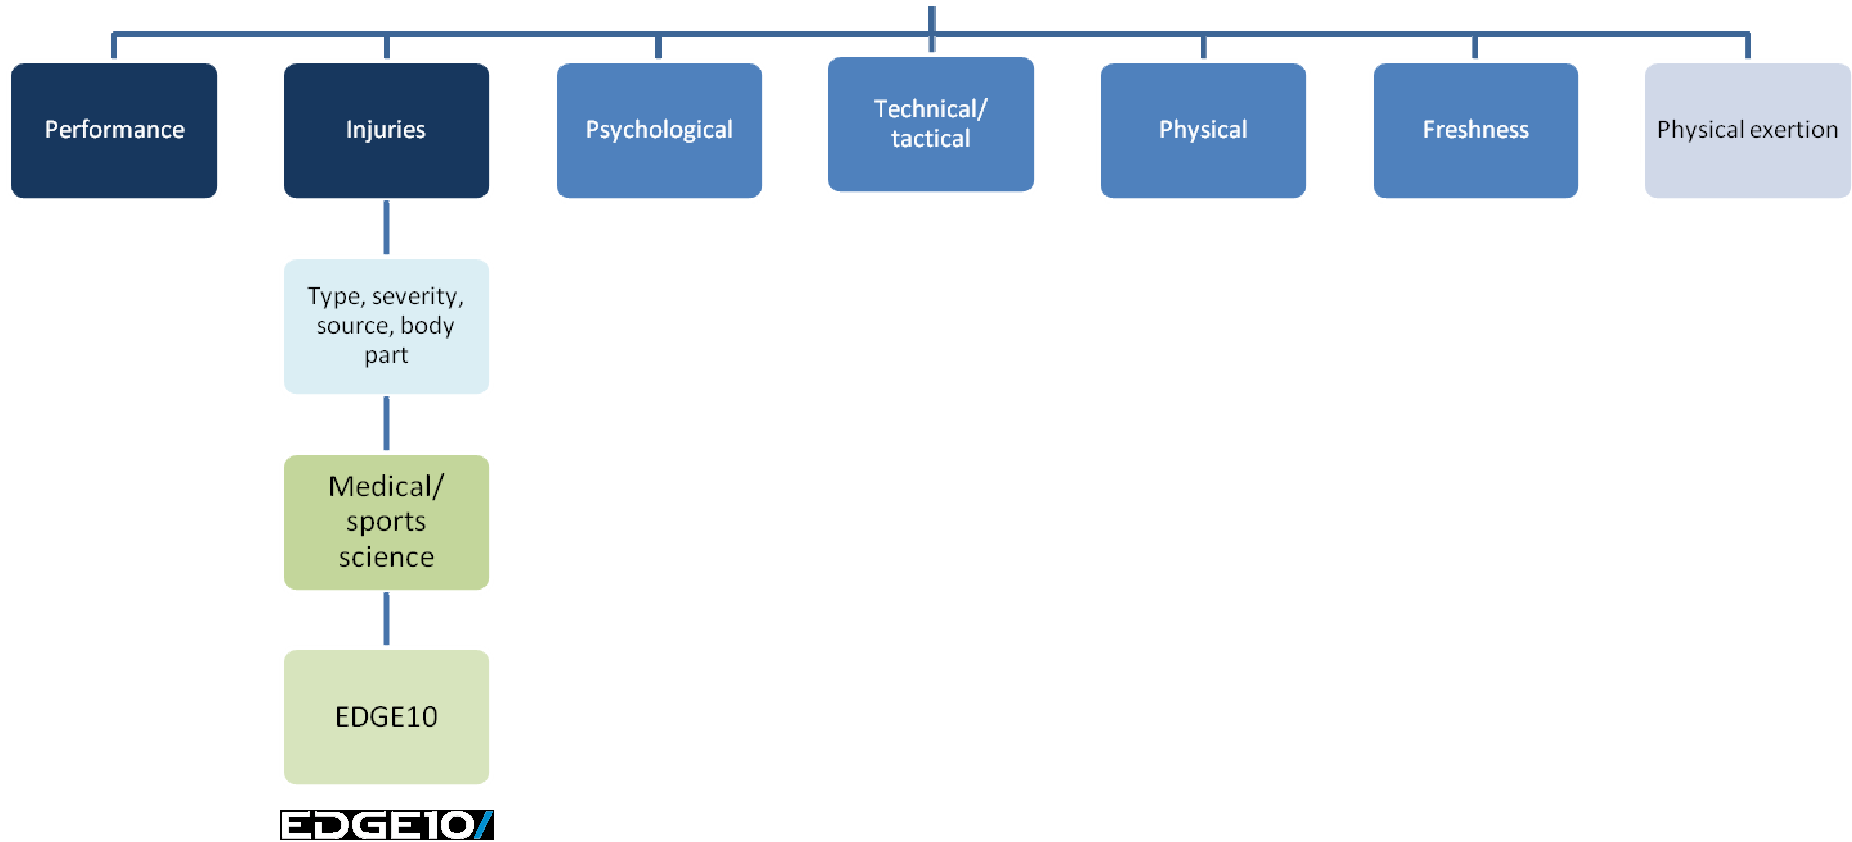 Performance
Injuries
Psychological
Technical/
tactical
Physical
Freshness
Physical exertion
Type, severity,
source, body
part
Medical/
sports
science
EDGE10
EDGE10/